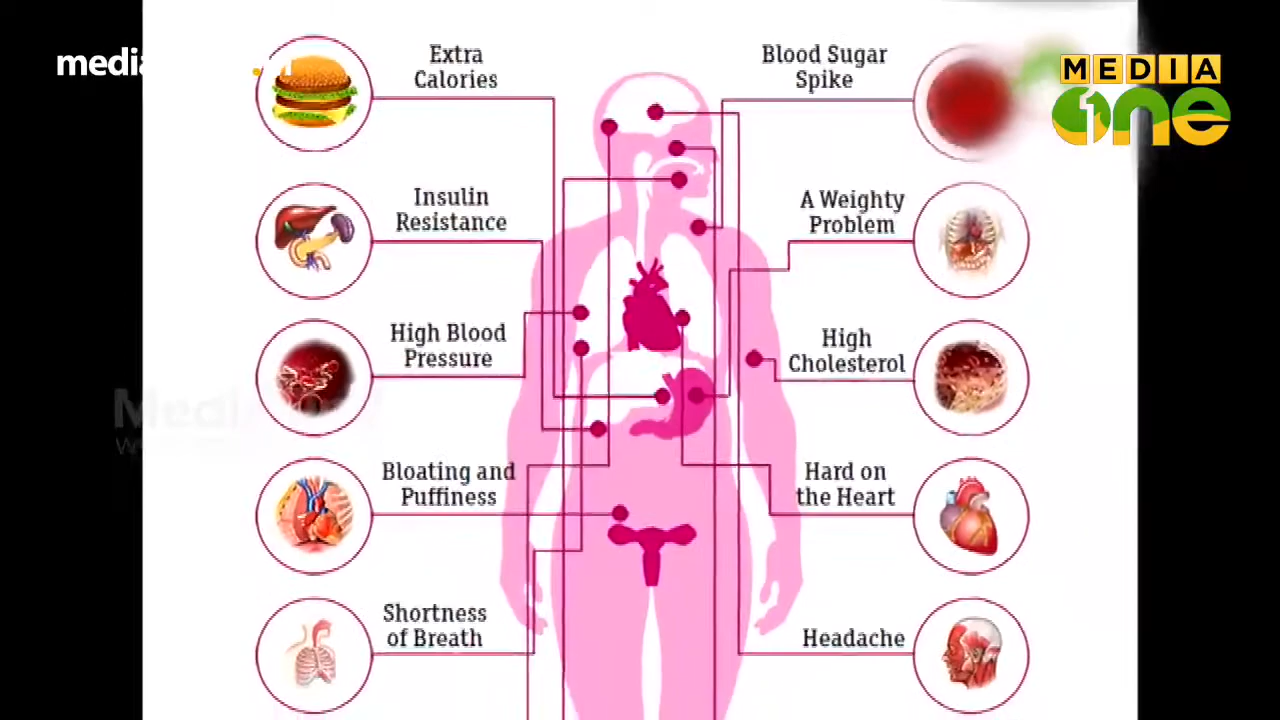 media
Extra
Calories
Blood Sugar
Spike
MEDIA
one
Insulin
Resistance
A Weighty
Problem
High Blood
Pressure
High
Cholesterol
Media
Bloating and
Puffiness
Hard on
the Heart
Shortness
of Breath
Headache